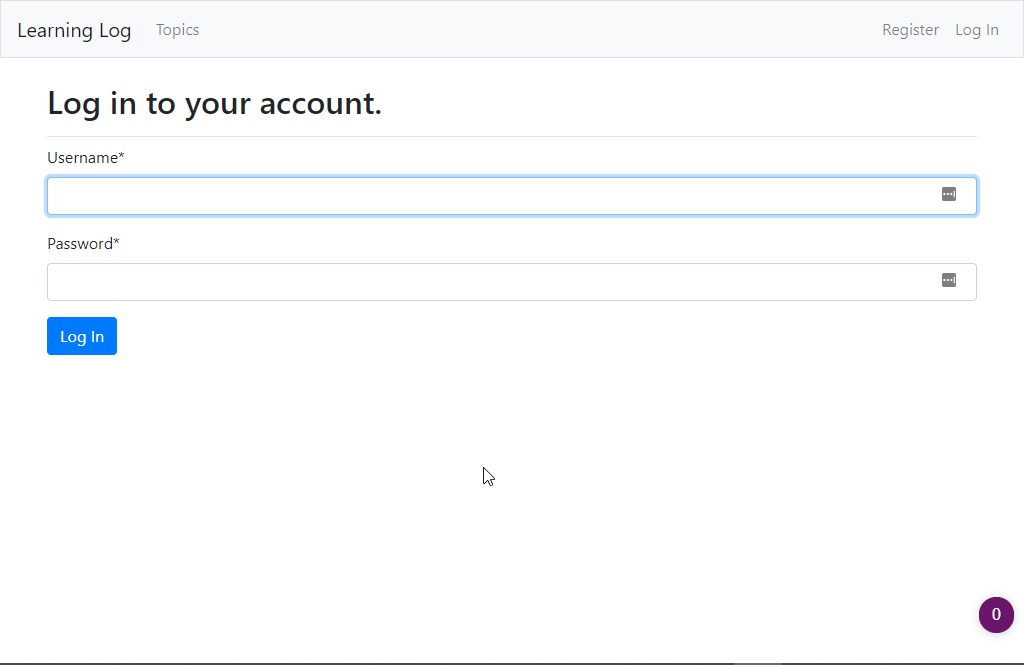 Learning Log Topics Register Log In
Log in to your account.
Username*
Password*
Log In
0